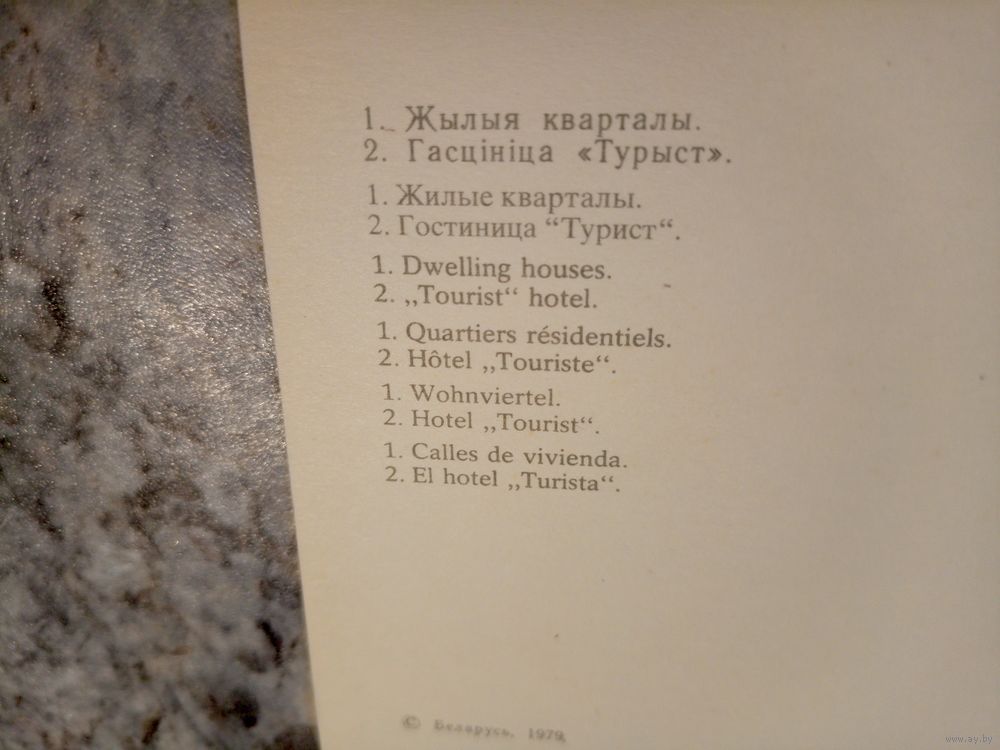 1. Жылыя кварталы.
2. Гасцініца «Турыст».
1. Жилые кварталы.
2. Гостиница “Турист“.
1. Dwelling houses.
2. „Tourist“ hotel.
1. Quartiers résidentiels.
2. Hôtel „Touriste“.
1. Wohnviertel.
2. Hotel „Tourist“.
1. Calles de vivienda.
2. El hotel „Turista“.
© Беларусь, 1979
www.ay.by